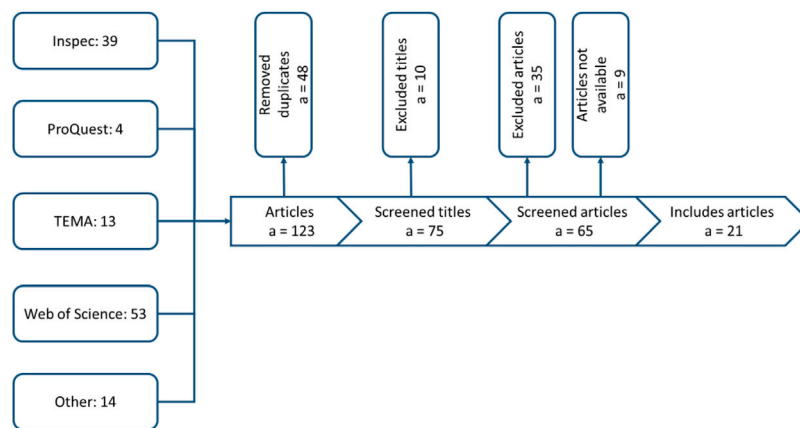 Inspec: 39
ProQuest: 4
TEMA: 13
Web of Science: 53
Other: 14
Removed
duplicates
a = 48
Excluded titles
a = 10
Excluded articles
a = 35
Articles not
available
a = 9
Articles
a = 123
Screened titles
a = 75
Screened articles
a = 65
Includes articles
a = 21